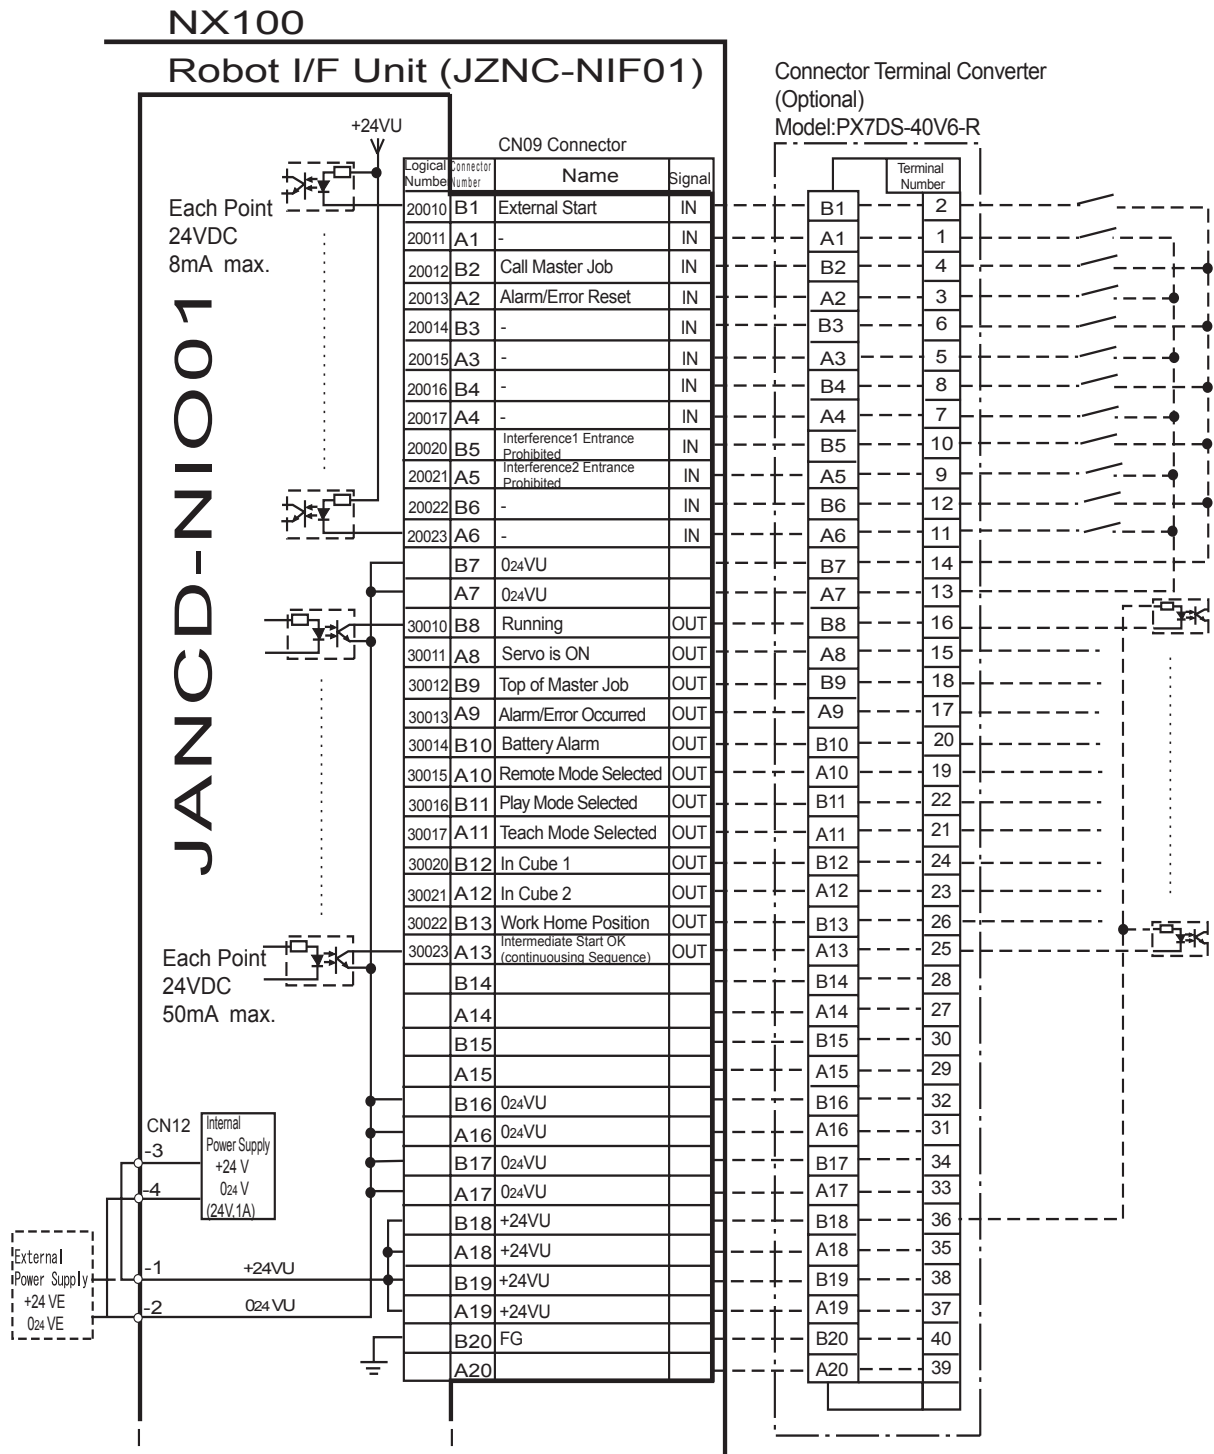 NX100
Robot I/F Unit (JZNC-NIF01)
Connector Terminal Converter
(Optional)
Model:PX7DS-40V6-R
+24VU
CN09 Connector
Logical Number Connector Number Name Signal
Terminal Number
Each Point
24VDC
8mA max.
JANCD-NIO01
20010 B1 External Start IN B1 2
20011 A1 - IN A1 1
20012 B2 Call Master Job IN B2 4
20013 A2 Alarm/Error Reset IN A2 3
20014 B3 - IN B3 6
20015 A3 - IN A3 5
20016 B4 - IN B4 8
20017 A4 - IN A4 7
20020 B5 Interference1 Entrance Prohibited IN B5 10
20021 A5 Interference2 Entrance Prohibited IN A5 9
20022 B6 - IN B6 12
20023 A6 - IN A6 11
B7 024VU B7 14
A7 024VU A7 13
30010 B8 Running OUT B8 16
30011 A8 Servo is ON OUT A8 15
30012 B9 Top of Master Job OUT B9 18
30013 A9 Alarm/Error Occurred OUT A9 17
30014 B10 Battery Alarm OUT B10 20
30015 A10 Remote Mode Selected OUT A10 19
30016 B11 Play Mode Selected OUT B11 22
30017 A11 Teach Mode Selected OUT A11 21
30020 B12 In Cube 1 OUT B12 24
30021 A12 In Cube 2 OUT A12 23
30022 B13 Work Home Position OUT B13 26
30023 A13 Intermediate Start OK (continuousing Sequence) OUT A13 25
Each Point
24VDC
50mA max.
B14 B14 28
A14 A14 27
B15 B15 30
A15 A15 29
B16 024VU B16 32
A16 024VU A16 31
B17 024VU B17 34
A17 024VU A17 33
B18 +24VU B18 36
A18 +24VU A18 35
B19 +24VU B19 38
A19 +24VU A19 37
B20 FG B20 40
A20 A20 39
CN12
-3
-4
Internal
Power Supply
+24 V
024 V
(24V,1A)
External
Power Supply
+24 VE
024 VE
-1 +24VU
-2 024 VU